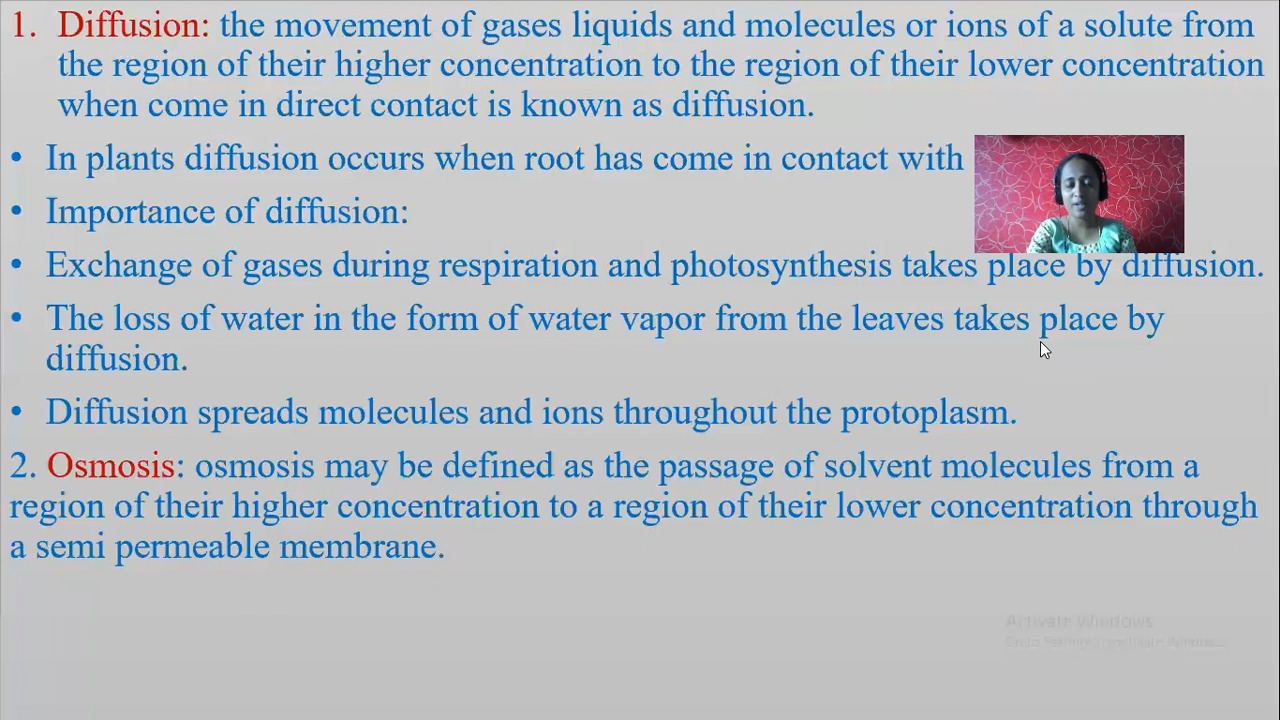 1. Diffusion: the movement of gases liquids and molecules or ions of a solute from
the region of their higher concentration to the region of their lower concentration
when come in direct contact is known as diffusion.
• In plants diffusion occurs when root has come in contact with
• Importance of diffusion:
• Exchange of gases during respiration and photosynthesis takes place by diffusion.
• The loss of water in the form of water vapor from the leaves takes place by
diffusion.
• Diffusion spreads molecules and ions throughout the protoplasm.
2. Osmosis: osmosis may be defined as the passage of solvent molecules from a
region of their higher concentration to a region of their lower concentration through
a semi permeable membrane.
Activate Windows
Go to Settings to activate Windows.